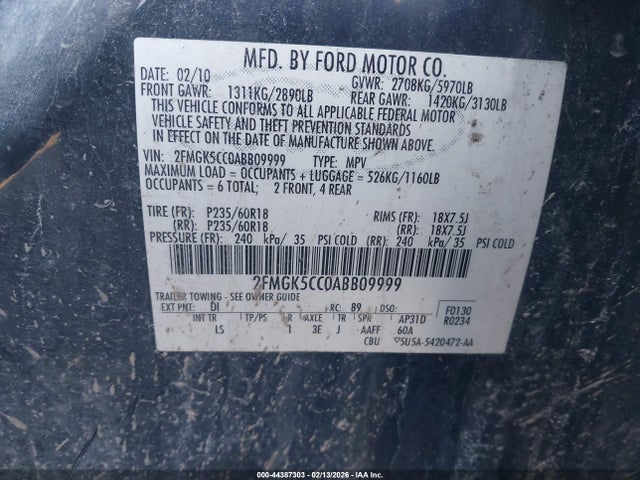 MFD. BY FORD MOTOR CO.
DATE 02/10 GVWR: 2708KG/5970LB
FRONT GAWR: 1311KG/2890LB REAR GAWR: 1420KG/3130LB
THIS VEHICLE CONFORMS TO ALL APPLICABLE FEDERAL MOTOR
VEHICLE SAFETY AND THEFT PREVENTION STANDARDS
IN EFFECT ON THE DATE OF MANUFACTURE SHOWN ABOVE.
VIN: 2FMGK5CC0ABB09999 TYPE: MPV
MAXIMUM LOAD = OCCUPANTS + LUGGAGE = 526KG/1160LB
OCCUPANTS = 6 TOTAL; 2 FRONT, 4 REAR
TIRE (FR): P235/60R18 RIMS (FR): 18X7.5J
(RR): P235/60R18 (RR): 18X7.5J
PRESSURE (FR): 240 kPa/ 35 PSI COLD (RR): 240 kPa/ 35 PSI COLD
2FMGK5CC0ABB09999
TRAILER TOWING - SEE OWNER GUIDE
EXT PNT: DI RC: 89 DSO: F0130
INT TR TP/PS R AXLE TR SPR AP31D R0234
LS 1 3E J AAFF 60A
CBU 5U5A-5420472-AA
000-44387303 - 02/13/2026 - IAAI.com